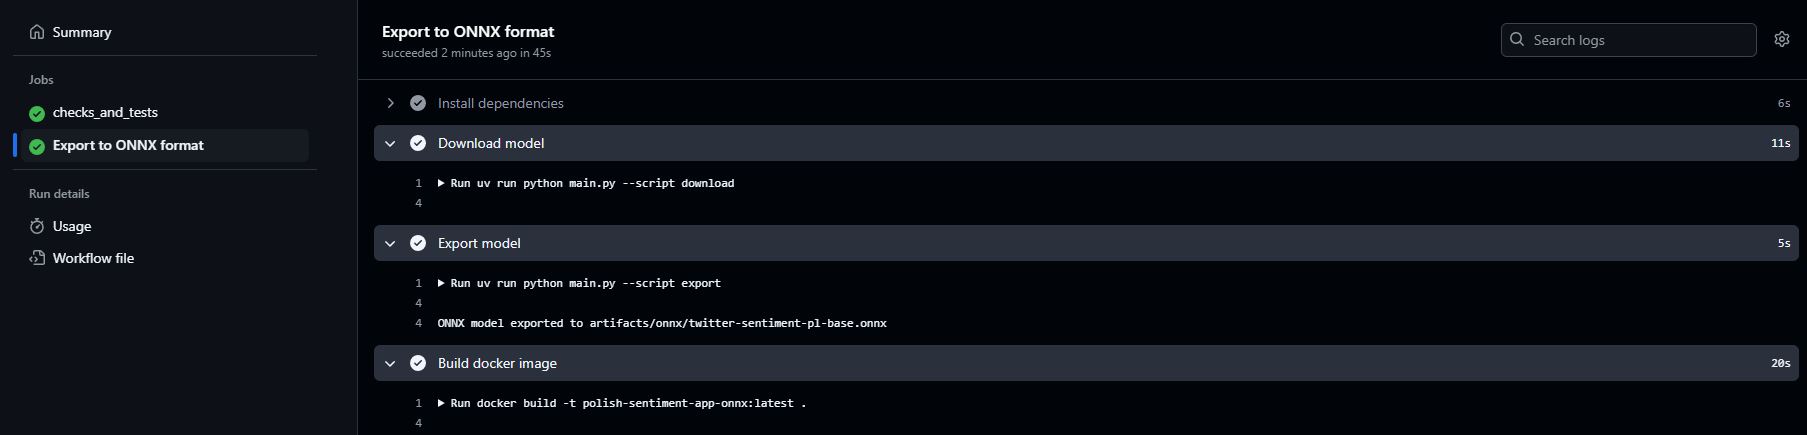 Summary
Jobs
checks_and_tests
Export to ONNX format
Run details
Usage
Workflow file
Export to ONNX format
succeeded 2 minutes ago in 45s
Search logs
Install dependencies 6s
Download model 11s
1 Run uv run python main.py --script download
4
Export model 5s
1 Run uv run python main.py --script export
4
4 ONNX model exported to artifacts/onnx/twitter-sentiment-pl-base.onnx
Build docker image 20s
1 Run docker build -t polish-sentiment-app-onnx:latest .
4